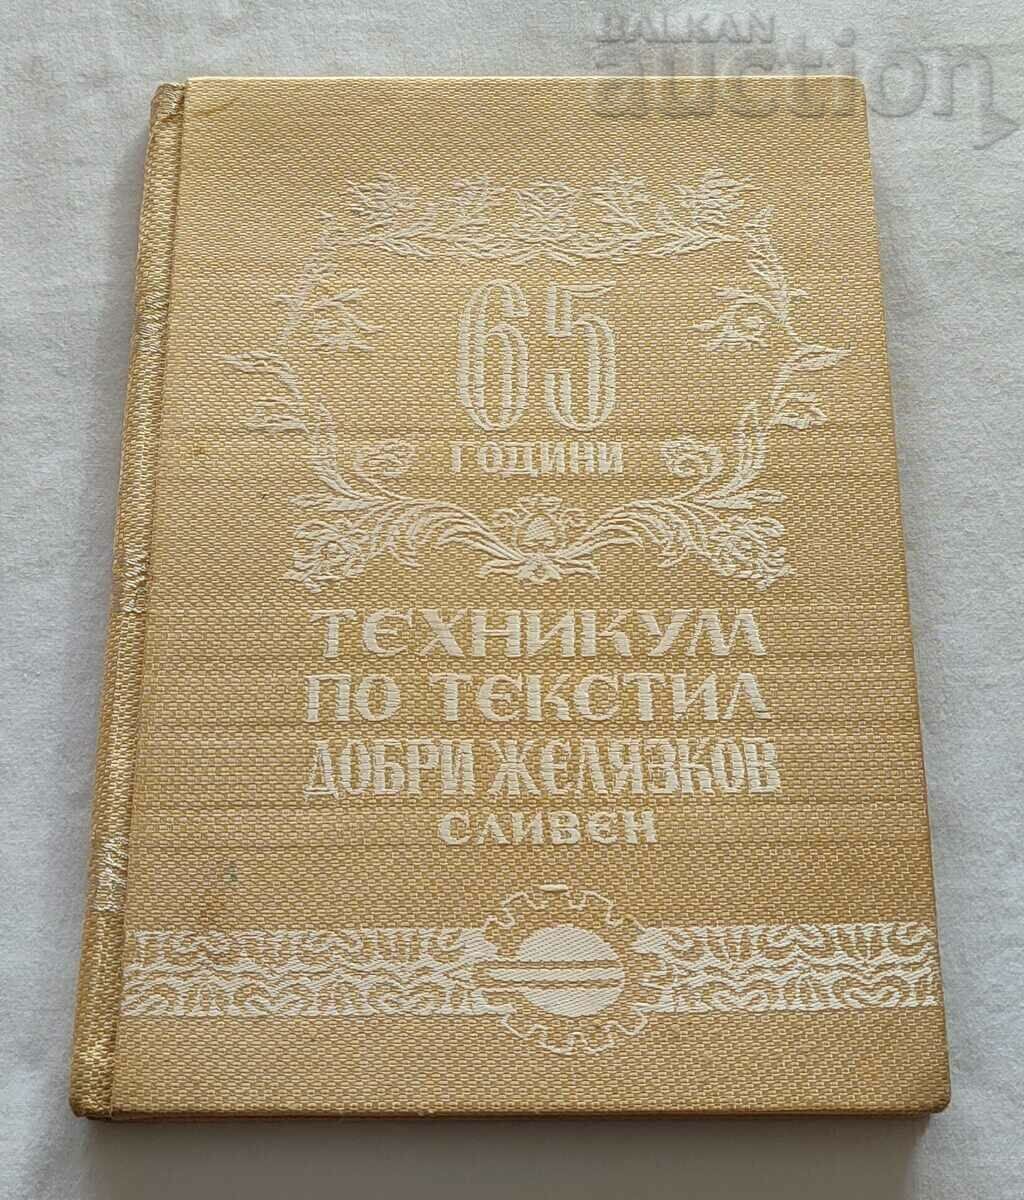 BALKAN
auction
65
ГОДИНИ
ТЕХНИКУМ
ПО ТЕКСТИЛ
ДОБРИ ЖЕЛЯЗКОВ
СЛИВЕН